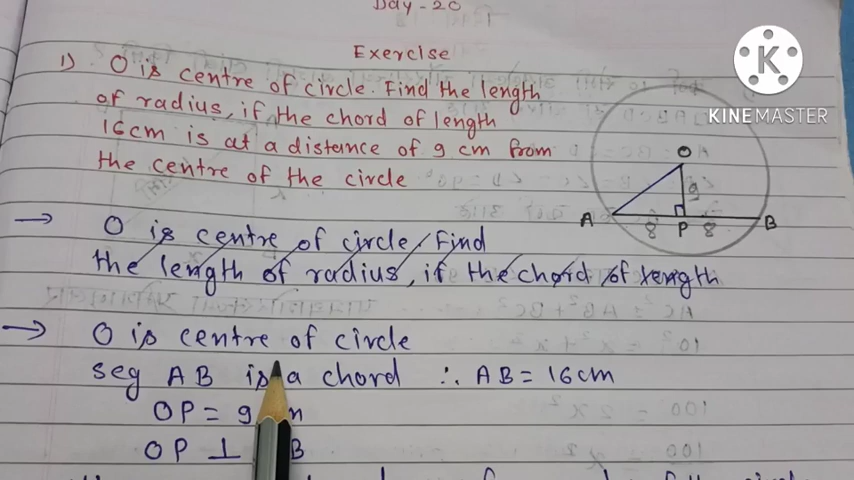 Day - 20
Exercise
1) O is centre of circle. Find the length
of radius, if the chord of length
16cm is at a distance of 9 cm from
the centre of the circle
K
KINEMASTER
O
9
A 8 P 8 B
→ O is centre of circle. Find
the length of radius, if the chord of length
→ O is centre of circle
seg AB is a chord ∴ AB = 16cm
OP = 9
OP ⊥ B